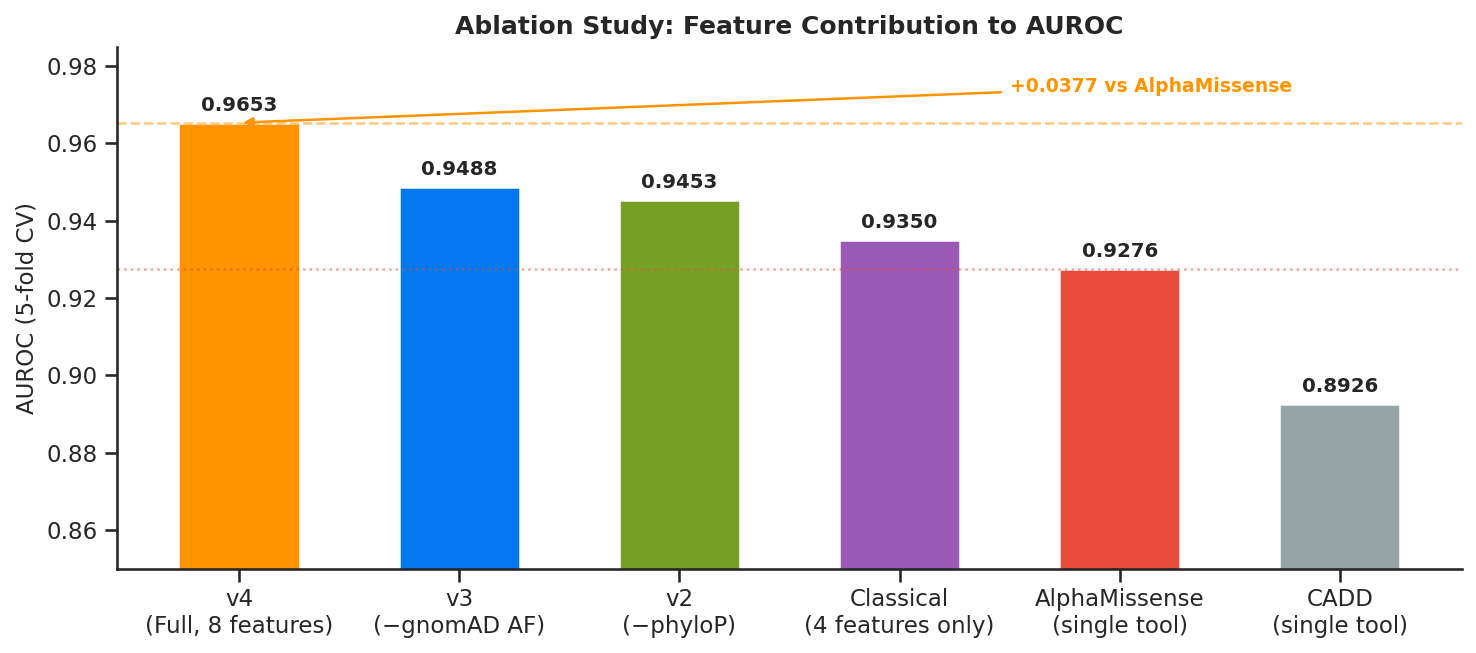 Ablation Study: Feature Contribution to AUROC
+0.0377 vs AlphaMissense
0.9653
0.9488
0.9453
0.9350
0.9276
0.8926
AUROC (5-fold CV)
0.98
0.96
0.94
0.92
0.90
0.88
0.86
v4
(Full, 8 features)
v3
(−gnomAD AF)
v2
(−phyloP)
Classical
(4 features only)
AlphaMissense
(single tool)
CADD
(single tool)